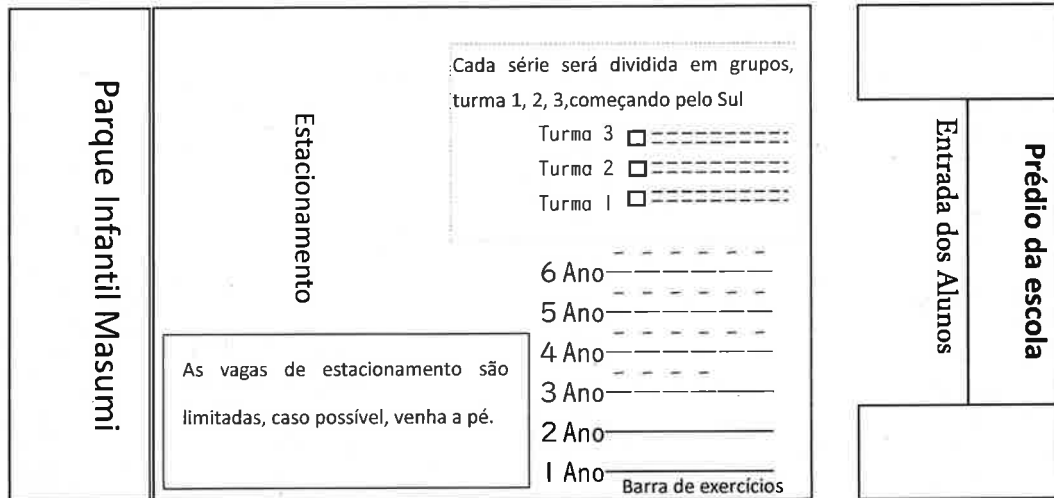 Parque Infantil Masumi
Estacionamento
Cada série será dividida em grupos,
turma 1, 2, 3,começando pelo Sul
Turma 3
Turma 2
Turma 1
6 Ano
5 Ano
4 Ano
3 Ano
2 Ano
1 Ano
Barra de exercícios
As vagas de estacionamento são
limitadas, caso possível, venha a pé.
Entrada dos Alunos
Prédio da escola